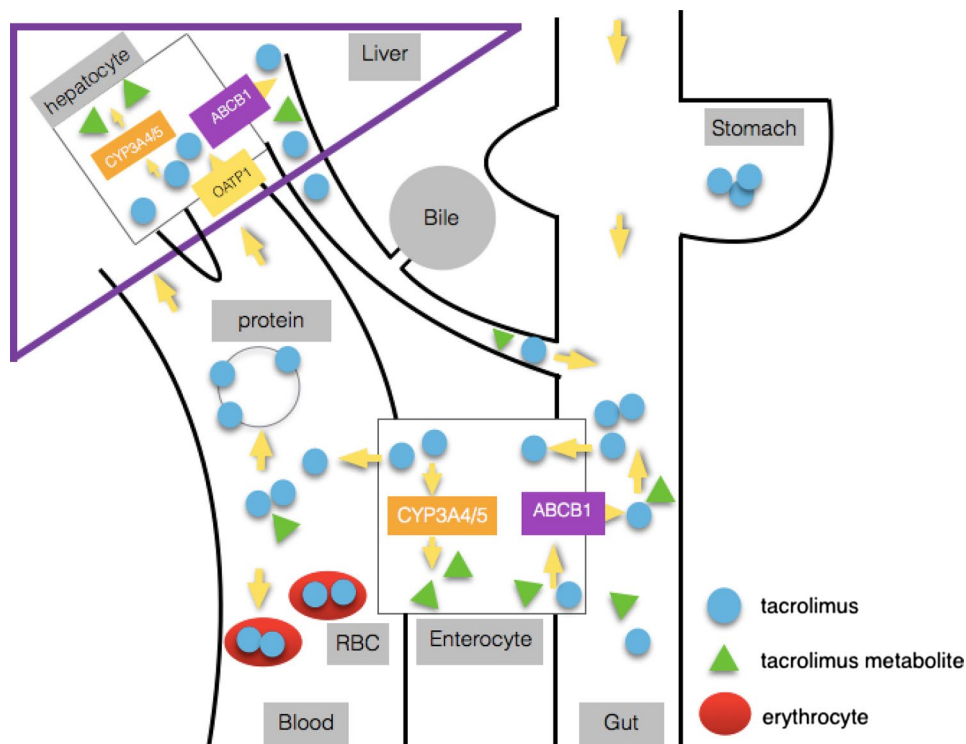 hepatocyte
Liver
ABCB1
CYP3A4/5
OATP1
Stomach
Bile
protein
CYP3A4/5
ABCB1
RBC
Enterocyte
Blood
Gut
tacrolimus
tacrolimus metabolite
erythrocyte